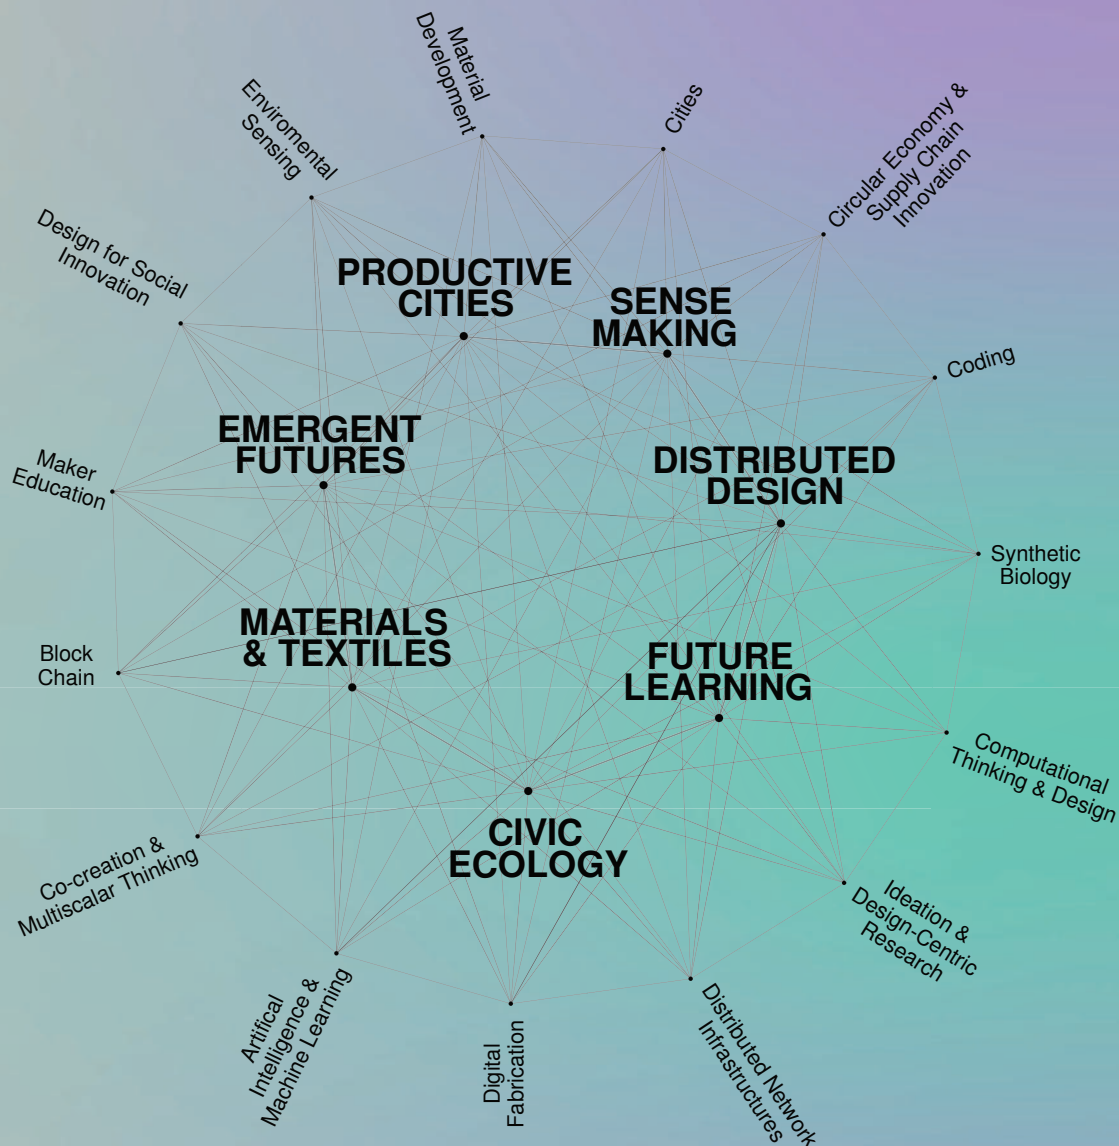 Material
Development
Cities
Circular Economy &
Supply Chain
Innovation
Enviromental
Sensing
Design for Social
Innovation
PRODUCTIVE
CITIES
SENSE
MAKING
Coding
EMERGENT
FUTURES
DISTRIBUTED
DESIGN
Maker
Education
Synthetic
Biology
MATERIALS
& TEXTILES
FUTURE
LEARNING
Block
Chain
Computational
Thinking & Design
CIVIC
ECOLOGY
Co-creation &
Multiscalar Thinking
Ideation &
Design-Centric
Research
Artifical
Intelligence &
Machine Learning
Digital
Fabrication
Distributed Network
Infrastructures